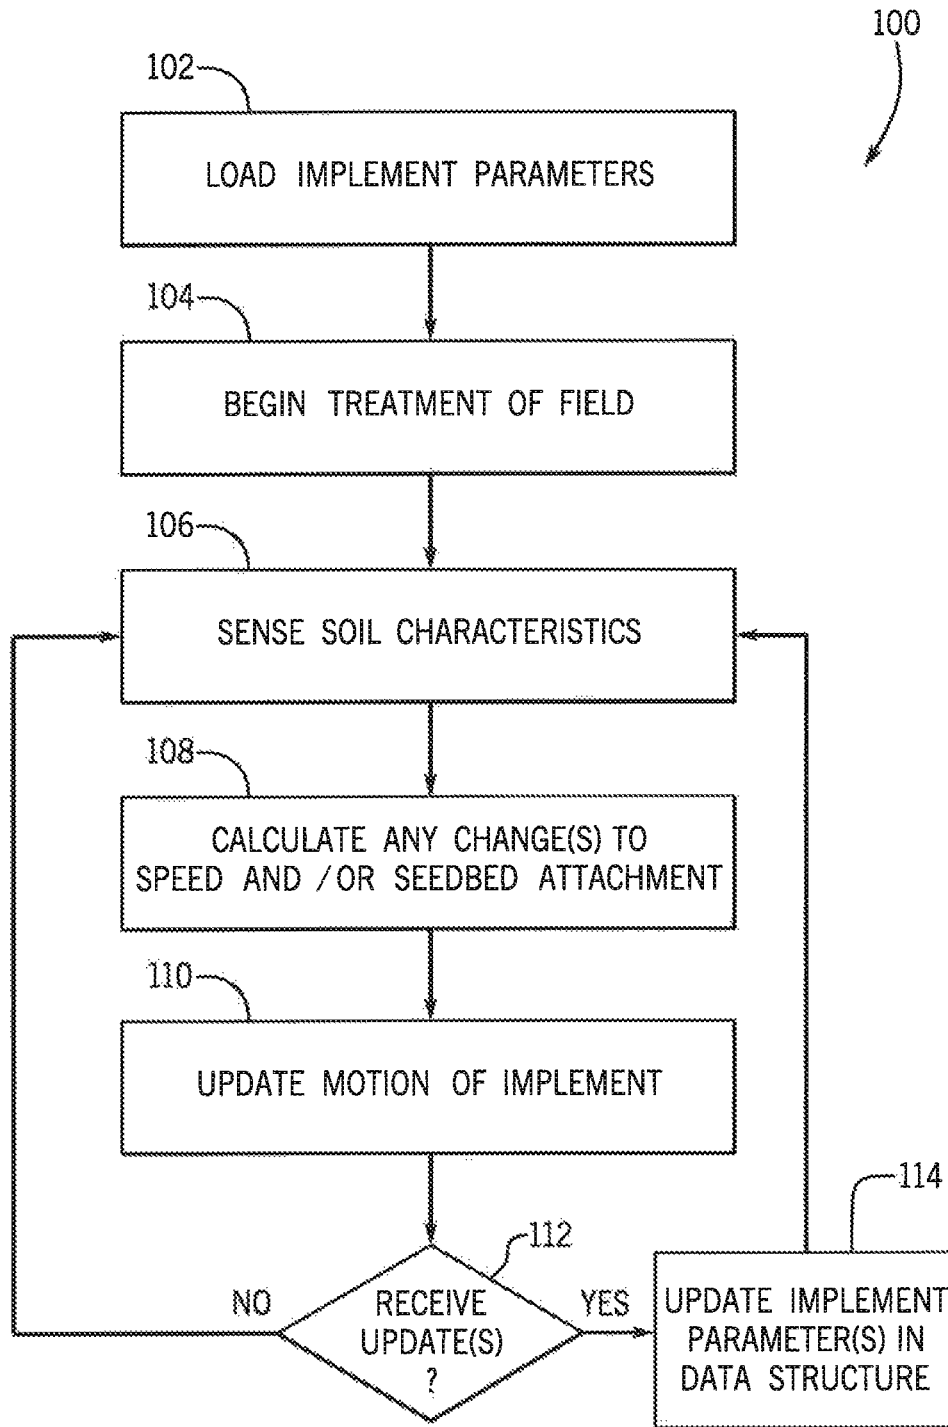 100
102
LOAD IMPLEMENT PARAMETERS
104
BEGIN TREATMENT OF FIELD
106
SENSE SOIL CHARACTERISTICS
108
CALCULATE ANY CHANGE(S) TO
SPEED AND /OR SEEDBED ATTACHMENT
110
UPDATE MOTION OF IMPLEMENT
112
114
NO
RECEIVE
UPDATE(S)
?
YES
UPDATE IMPLEMENT
PARAMETER(S) IN
DATA STRUCTURE